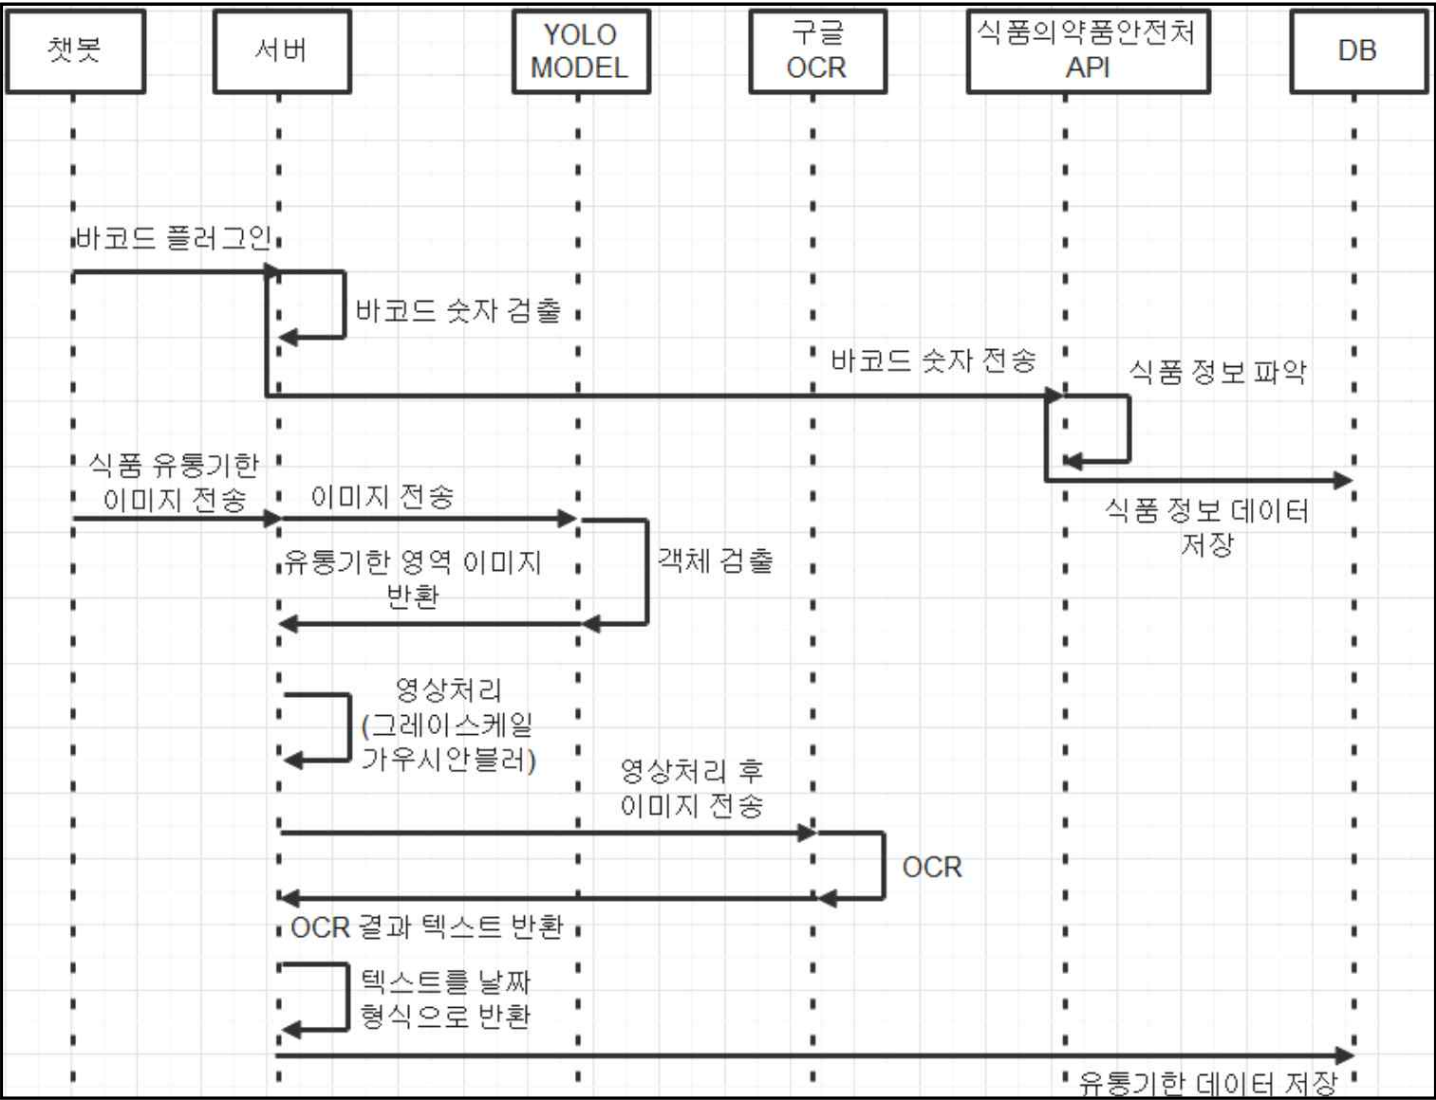 챗봇
서버
YOLO
MODEL
구글
OCR
식품의약품안전처
API
DB
바코드 플러그인
바코드 숫자 검출
바코드 숫자 전송
식품 정보 파악
식품 유통기한
이미지 전송
이미지 전송
식품 정보 데이터
저장
유통기한 영역 이미지
반환
객체 검출
영상처리
(그레이스케일
가우시안블러)
영상처리 후
이미지 전송
OCR
OCR 결과 텍스트 반환
텍스트를 날짜
형식으로 반환
유통기한 데이터 저장